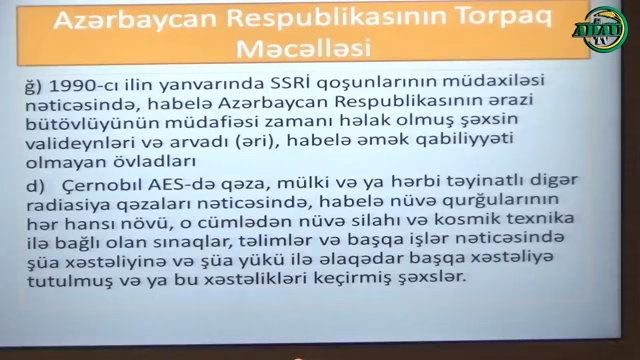 Azərbaycan Respublikasının Torpaq
Məcəlləsi
ADAU
TV
ğ) 1990-cı ilin yanvarında SSRİ qoşunlarının müdaxiləsi
nəticəsində, habelə Azərbaycan Respublikasının ərazi
bütövlüyünün müdafiəsi zamanı həlak olmuş şəxsin
valideynləri və arvadı (əri), habelə əmək qabiliyyəti
olmayan övladları
d) Çernobıl AES-də qəza, mülki və ya hərbi təyinatlı digər
radiasiya qəzaları nəticəsində, habelə nüvə qurğularının
hər hansı növü, o cümlədən nüvə silahı və kosmik texnika
ilə bağlı olan sınaqlar, təlimlər və başqa işlər nəticəsində
şüa xəstəliyinə və şüa yükü ilə əlaqədar başqa xəstəliyə
tutulmuş və ya bu xəstəlikləri keçirmiş şəxslər.